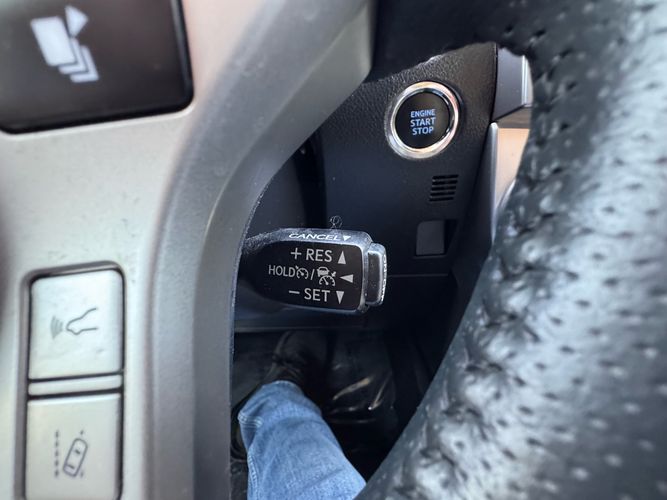 ENGINE
START
STOP
CANCEL
+ RES
HOLD /
− SET